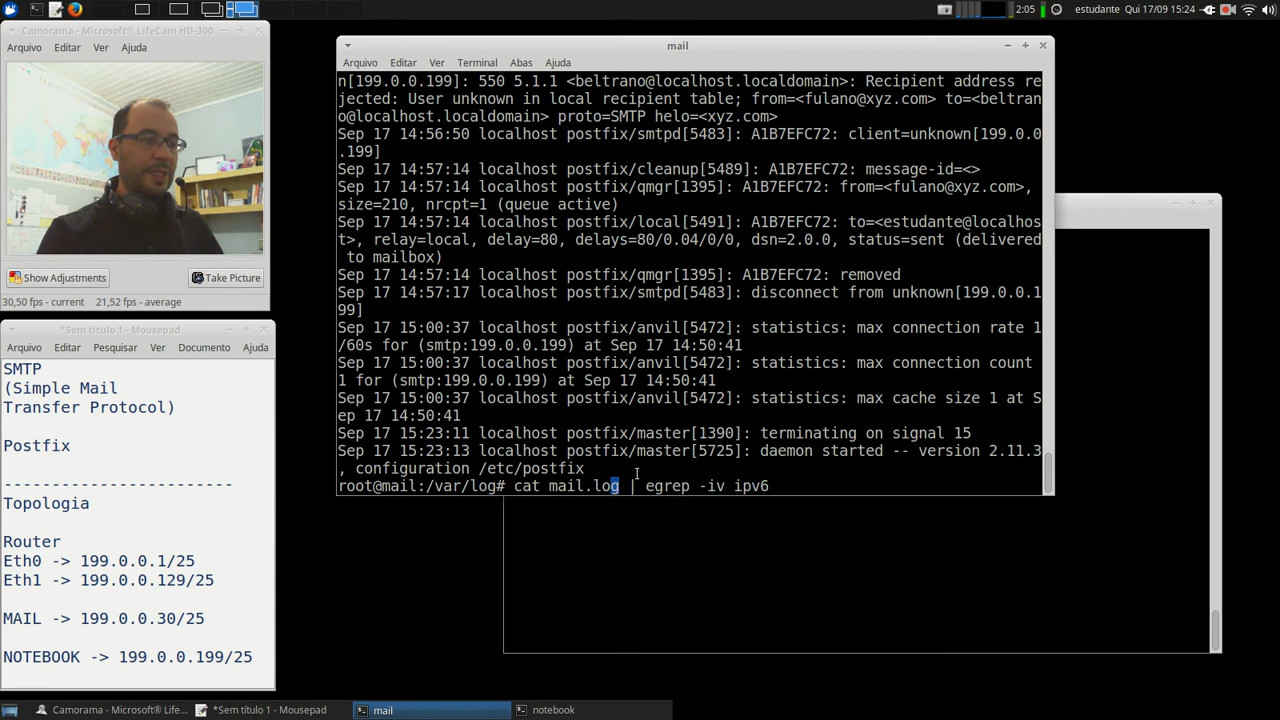 2:05 estudante Qui 17/09 15:24
Camorama - Microsoft® LifeCam HD-300
Arquivo Editar Ver Ajuda
Show Adjustments Take Picture
30,50 fps - current 21,52 fps - average
*Sem título 1 - Mousepad
Arquivo Editar Pesquisar Ver Documento Ajuda
SMTP
(Simple Mail
Transfer Protocol)
Postfix
------------------------
Topologia
Router
Eth0 -> 199.0.0.1/25
Eth1 -> 199.0.0.129/25
MAIL -> 199.0.0.30/25
NOTEBOOK -> 199.0.0.199/25
mail
Arquivo Editar Ver Terminal Abas Ajuda
n[199.0.0.199]: 550 5.1.1 <beltrano@localhost.localdomain>: Recipient address re
jected: User unknown in local recipient table; from=<fulano@xyz.com> to=<beltran
o@localhost.localdomain> proto=SMTP helo=<xyz.com>
Sep 17 14:56:50 localhost postfix/smtpd[5483]: A1B7EFC72: client=unknown[199.0.0
.199]
Sep 17 14:57:14 localhost postfix/cleanup[5489]: A1B7EFC72: message-id=<>
Sep 17 14:57:14 localhost postfix/qmgr[1395]: A1B7EFC72: from=<fulano@xyz.com>,
size=210, nrcpt=1 (queue active)
Sep 17 14:57:14 localhost postfix/local[5491]: A1B7EFC72: to=<estudante@localhos
t>, relay=local, delay=80, delays=80/0.04/0/0, dsn=2.0.0, status=sent (delivered
to mailbox)
Sep 17 14:57:14 localhost postfix/qmgr[1395]: A1B7EFC72: removed
Sep 17 14:57:17 localhost postfix/smtpd[5483]: disconnect from unknown[199.0.0.1
99]
Sep 17 15:00:37 localhost postfix/anvil[5472]: statistics: max connection rate 1
/60s for (smtp:199.0.0.199) at Sep 17 14:50:41
Sep 17 15:00:37 localhost postfix/anvil[5472]: statistics: max connection count
1 for (smtp:199.0.0.199) at Sep 17 14:50:41
Sep 17 15:00:37 localhost postfix/anvil[5472]: statistics: max cache size 1 at S
ep 17 14:50:41
Sep 17 15:23:11 localhost postfix/master[1390]: terminating on signal 15
Sep 17 15:23:13 localhost postfix/master[5725]: daemon started -- version 2.11.3
, configuration /etc/postfix
root@mail:/var/log# cat mail.log | egrep -iv ipv6
Camorama - Microsoft® LifeC... *Sem título 1 - Mousepad mail notebook